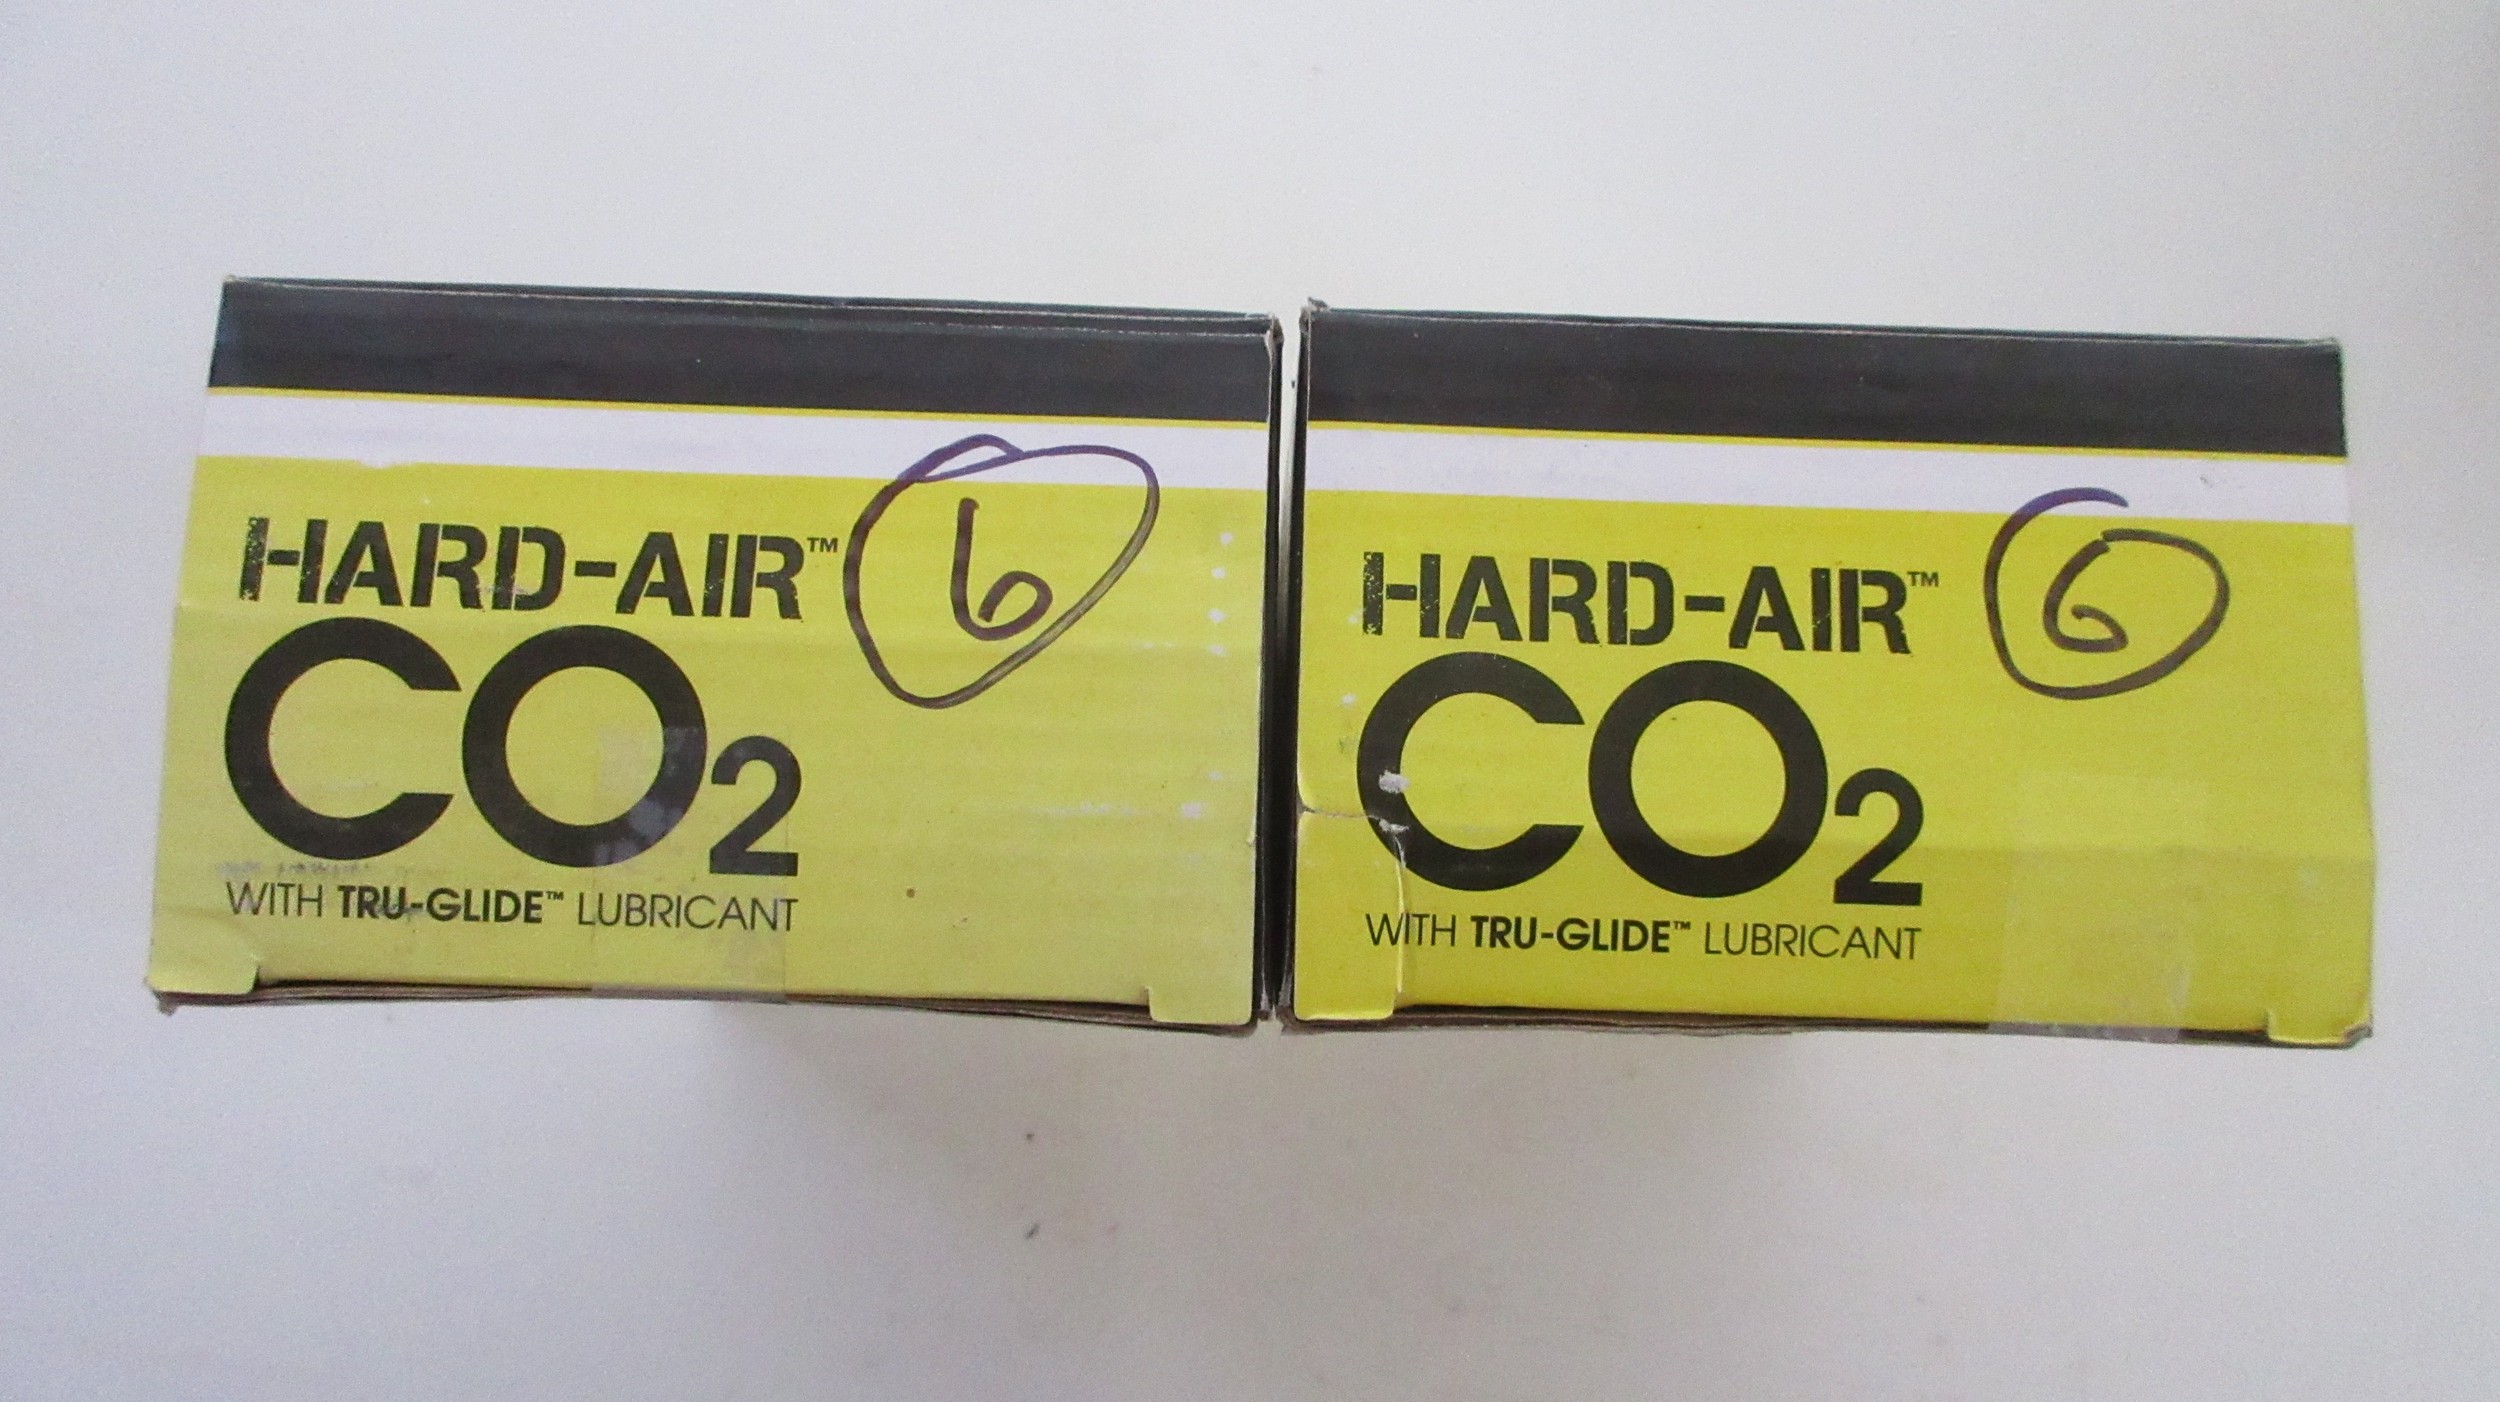 HARD-AIR™ 6
CO2
WITH TRU-GLIDE™ LUBRICANT
HARD-AIR™ 6
CO2
WITH TRU-GLIDE™ LUBRICANT